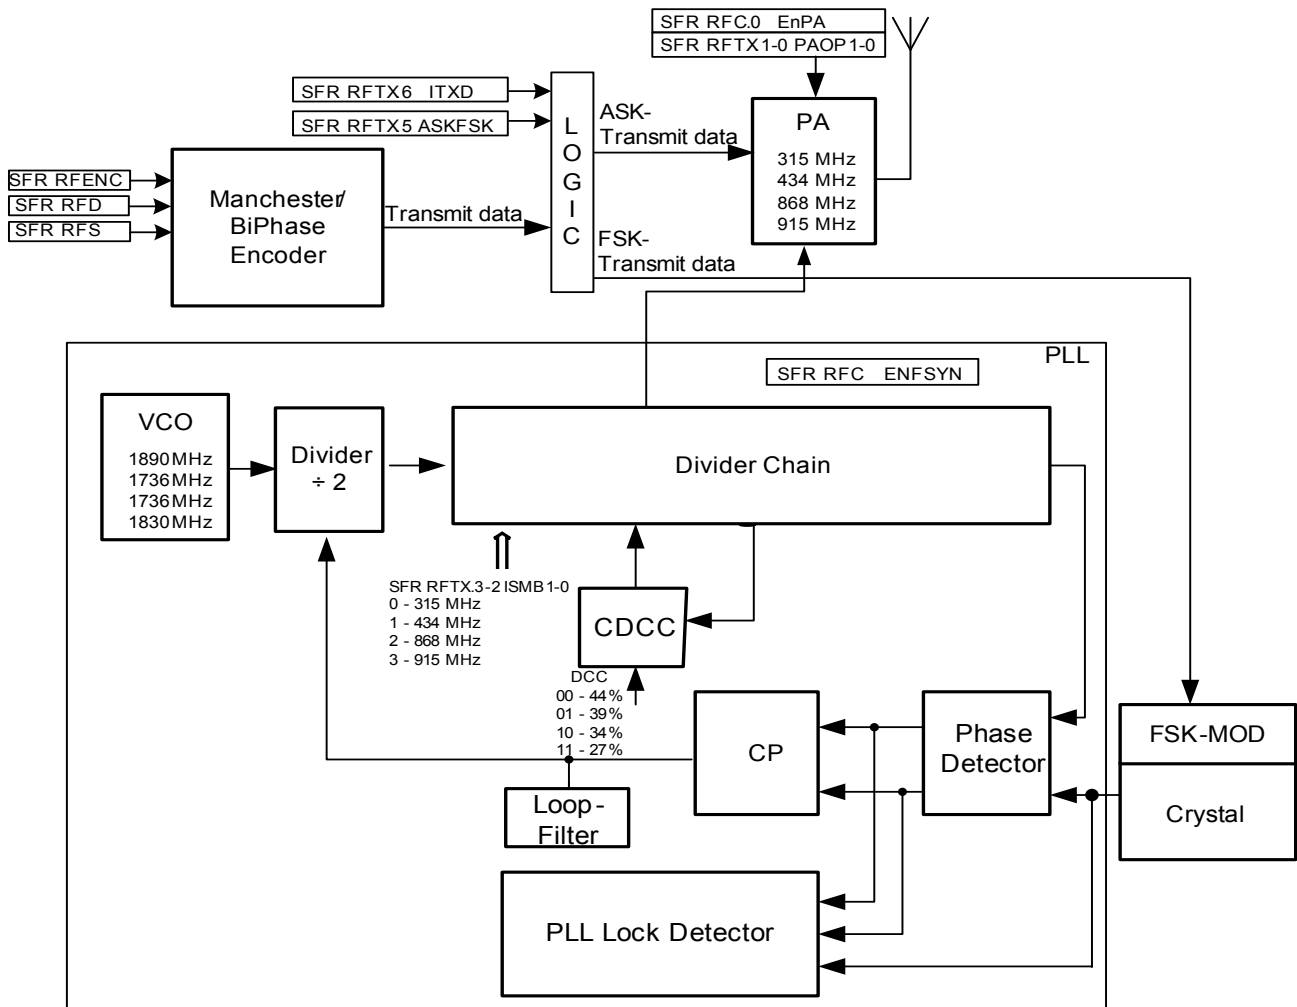 SFR RFC.0 EnPA
SFR RFTX1-0 PAOP1-0
SFR RFTX6 ITXD
SFR RFTX5 ASKFSK
LOGIC
ASK-
Transmit data
PA
315 MHz
434 MHz
868 MHz
915 MHz
SFR RFENC
SFR RFD
SFR RFS
Manchester/
BiPhase
Encoder
Transmit data
FSK-
Transmit data
PLL
SFR RFC ENFSYN
VCO
1890MHz
1736MHz
1736MHz
1830MHz
Divider
÷ 2
Divider Chain
SFR RFTX.3-2 ISMB1-0
0 - 315 MHz
1 - 434 MHz
2 - 868 MHz
3 - 915 MHz
CDCC
DCC
00 - 44%
01 - 39%
10 - 34%
11 - 27%
CP
Phase
Detector
FSK-MOD
Crystal
Loop-
Filter
PLL Lock Detector